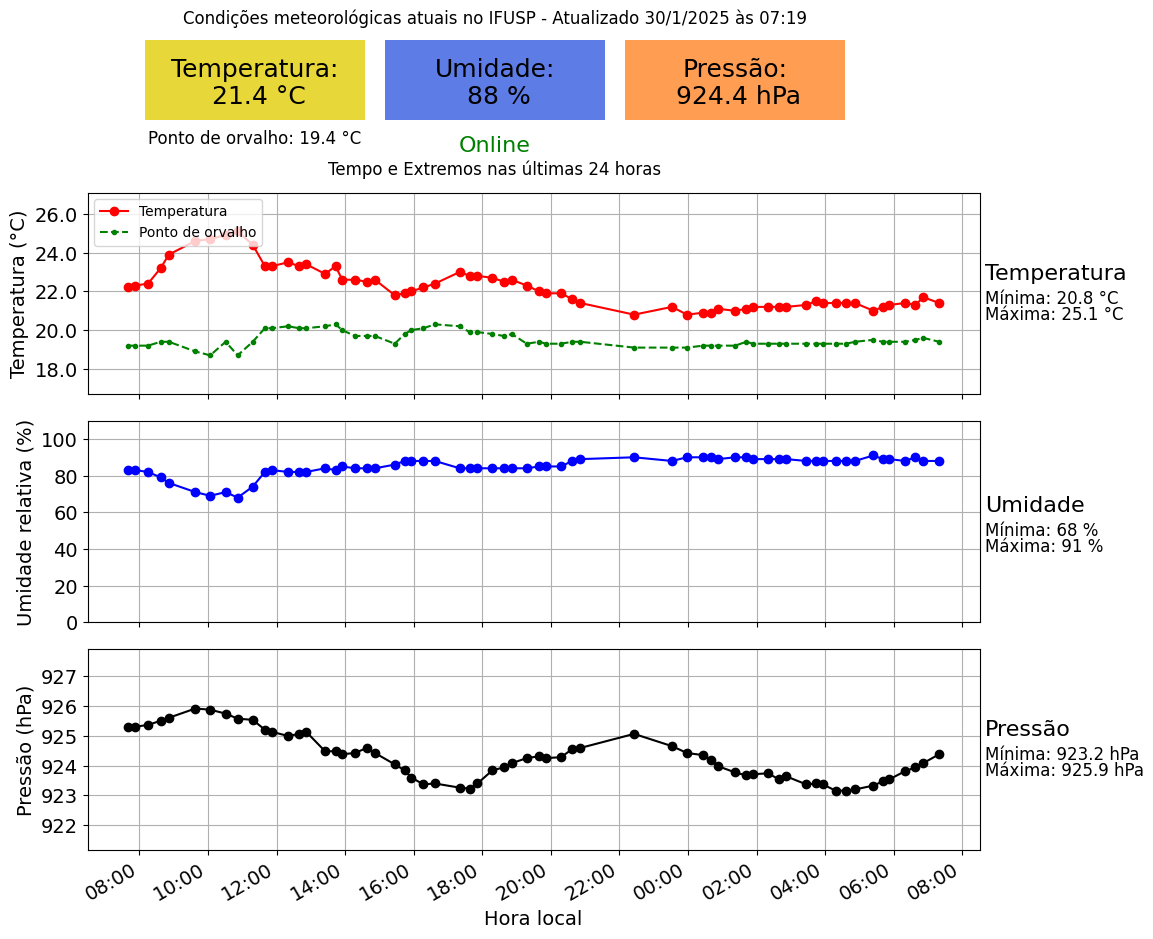 Condições meteorológicas atuais no IFUSP - Atualizado 30/1/2025 às 07:19
Temperatura:
21.4 °C
Umidade:
88 %
Pressão:
924.4 hPa
Ponto de orvalho: 19.4 °C
Online
Tempo e Extremos nas últimas 24 horas
Temperatura (°C)
26.0
24.0
22.0
20.0
18.0
Temperatura
Ponto de orvalho
Temperatura
Mínima: 20.8 °C
Máxima: 25.1 °C
Umidade relativa (%)
100
80
60
40
20
0
Umidade
Mínima: 68 %
Máxima: 91 %
Pressão (hPa)
927
926
925
924
923
922
Pressão
Mínima: 923.2 hPa
Máxima: 925.9 hPa
08:00 10:00 12:00 14:00 16:00 18:00 20:00 22:00 00:00 02:00 04:00 06:00 08:00
Hora local